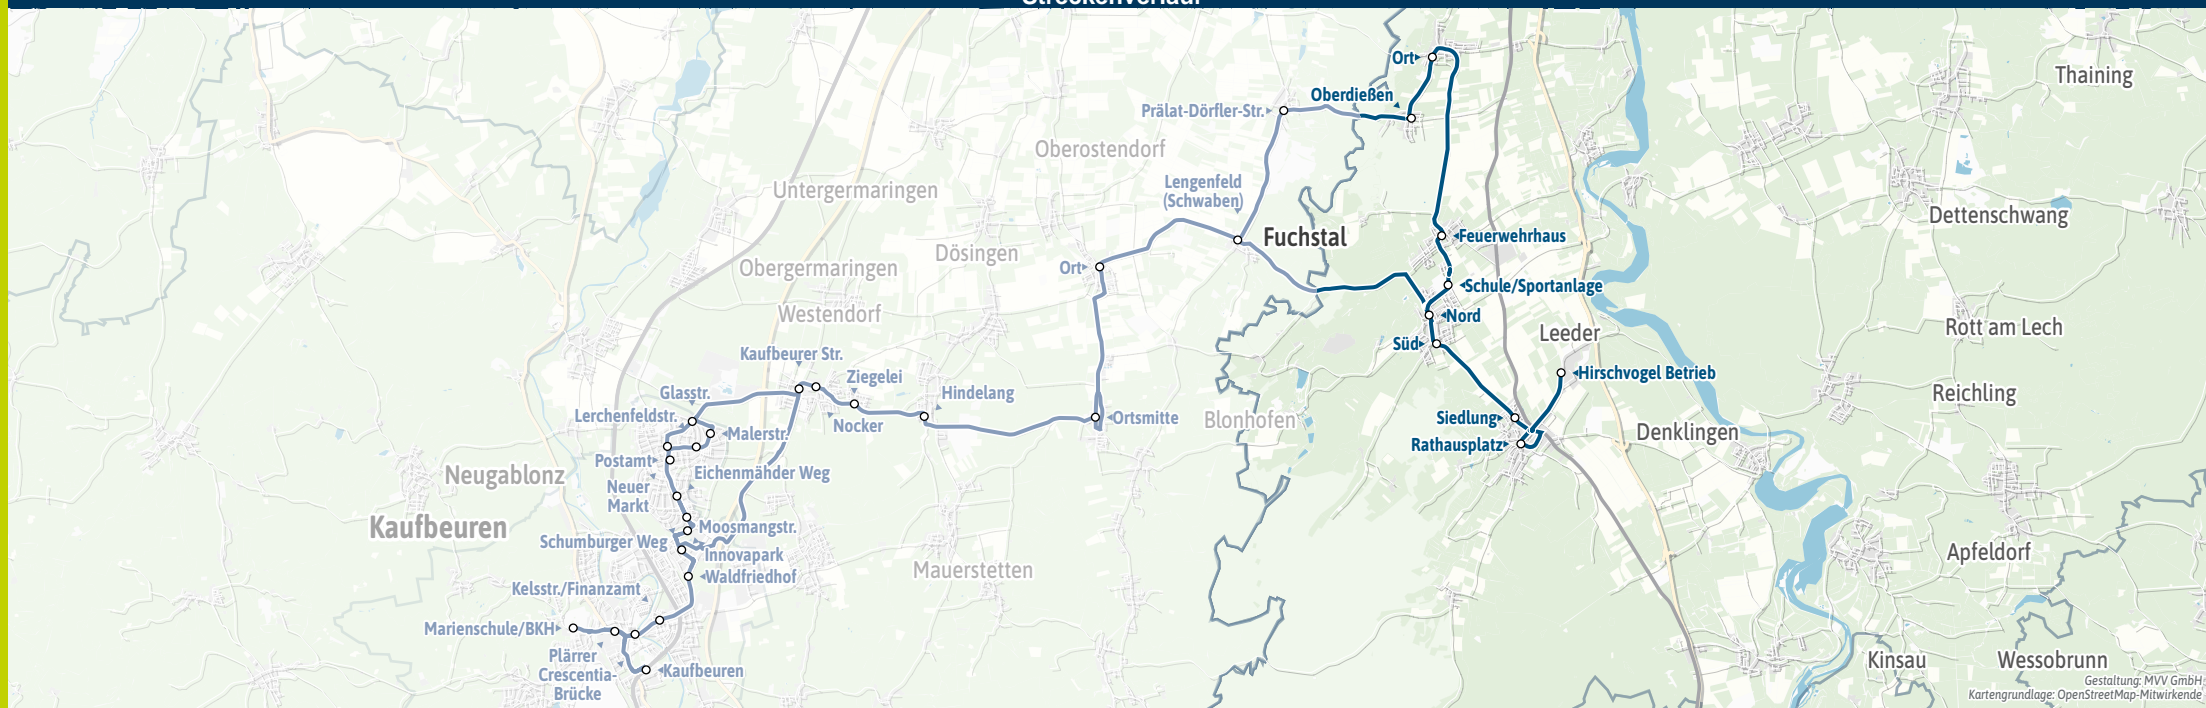 Streckenverlauf
Ort
Thaining
Oberdießen
Prälat-Dörfler-Str.
Oberostendorf
Lengenfeld
(Schwaben)
Untergermaringen
Dettenschwang
Fuchstal
Feuerwehrhaus
Dösingen
Obergermaringen
Ort
Schule/Sportanlage
Westendorf
Nord
Rott am Lech
Leeder
Süd
Kaufbeurer Str.
Ziegelei
Hirschvogel Betrieb
Glasstr.
Hindelang
Reichling
Lerchenfeldstr.
Nocker
Ortsmitte
Blonhofen
Siedlung
Malerstr.
Denklingen
Rathausplatz
Postamt
Neugablonz
Eichenmähder Weg
Neuer
Markt
Kaufbeuren
Moosmangstr.
Schumburger Weg
Innovapark
Apfeldorf
Mauerstetten
Waldfriedhof
Kelsstr./Finanzamt
Marienschule/BKH
Plärrer
Crescentia-
Brücke
Kaufbeuren
Kinsau
Wessobrunn
Gestaltung: MVV GmbH
Kartengrundlage: OpenStreetMap-Mitwirkende